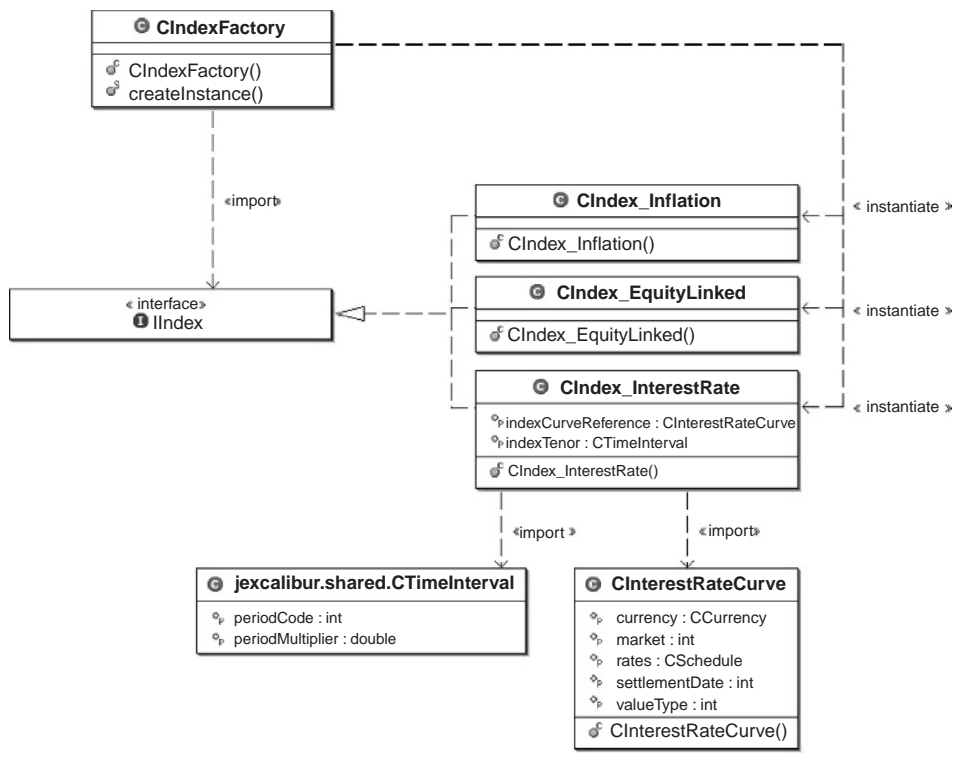 CIndexFactory
CIndexFactory()
createInstance()
«import»
CIndex_Inflation
« instantiate »
CIndex_Inflation()
« interface»
IIndex
CIndex_EquityLinked
« instantiate »
CIndex_EquityLinked()
CIndex_InterestRate
« instantiate »
indexCurveReference : CInterestRateCurve
indexTenor : CTimeInterval
CIndex_InterestRate()
«import »
«import»
jexcalibur.shared.CTimeInterval
periodCode : int
periodMultiplier : double
CInterestRateCurve
currency : CCurrency
market : int
rates : CSchedule
settlementDate : int
valueType : int
CInterestRateCurve()